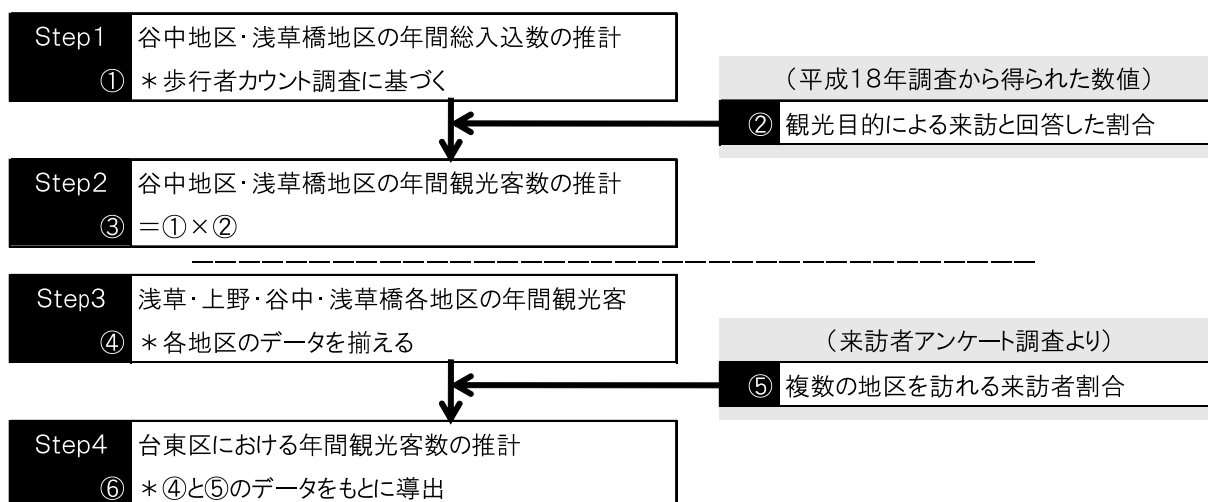 Step1 谷中地区・浅草橋地区の年間総入込数の推計
① ＊歩行者カウント調査に基づく
（平成18年調査から得られた数値）
② 観光目的による来訪と回答した割合
Step2 谷中地区・浅草橋地区の年間観光客数の推計
③ ＝①×②
Step3 浅草・上野・谷中・浅草橋各地区の年間観光客
④ ＊各地区のデータを揃える
（来訪者アンケート調査より）
⑤ 複数の地区を訪れる来訪者割合
Step4 台東区における年間観光客数の推計
⑥ ＊④と⑤のデータをもとに導出